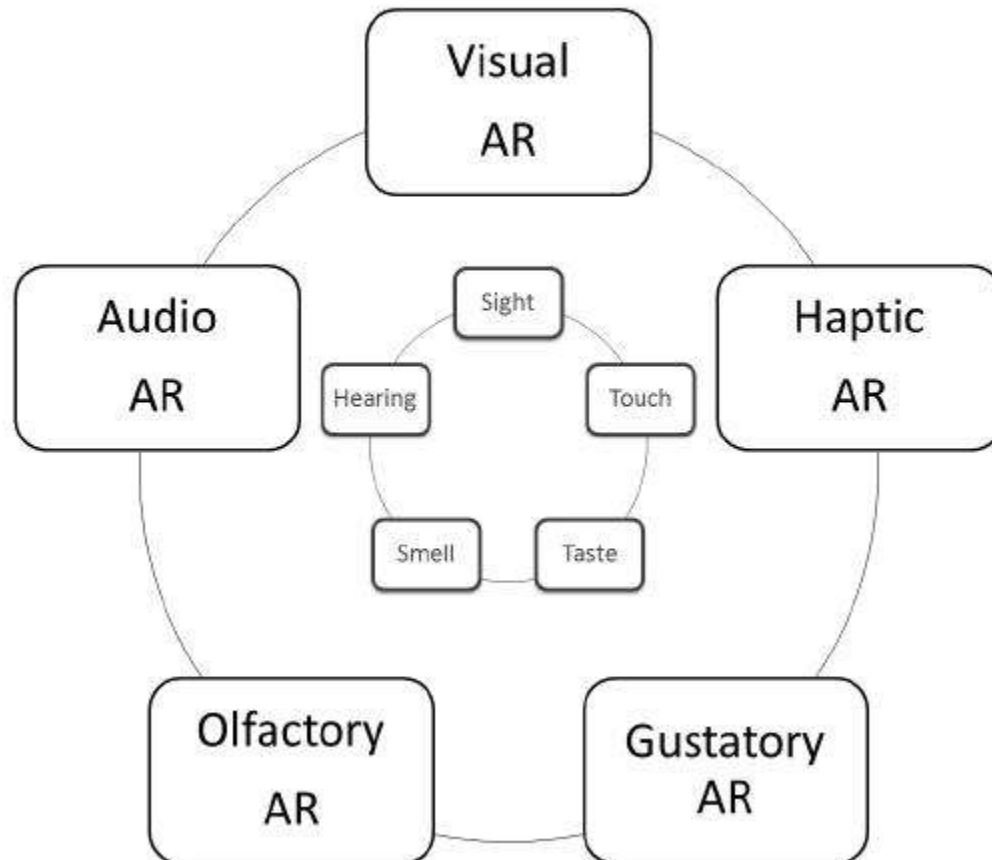 Visual
AR
Audio
AR
Haptic
AR
Sight
Hearing
Touch
Smell
Taste
Olfactory
AR
Gustatory
AR